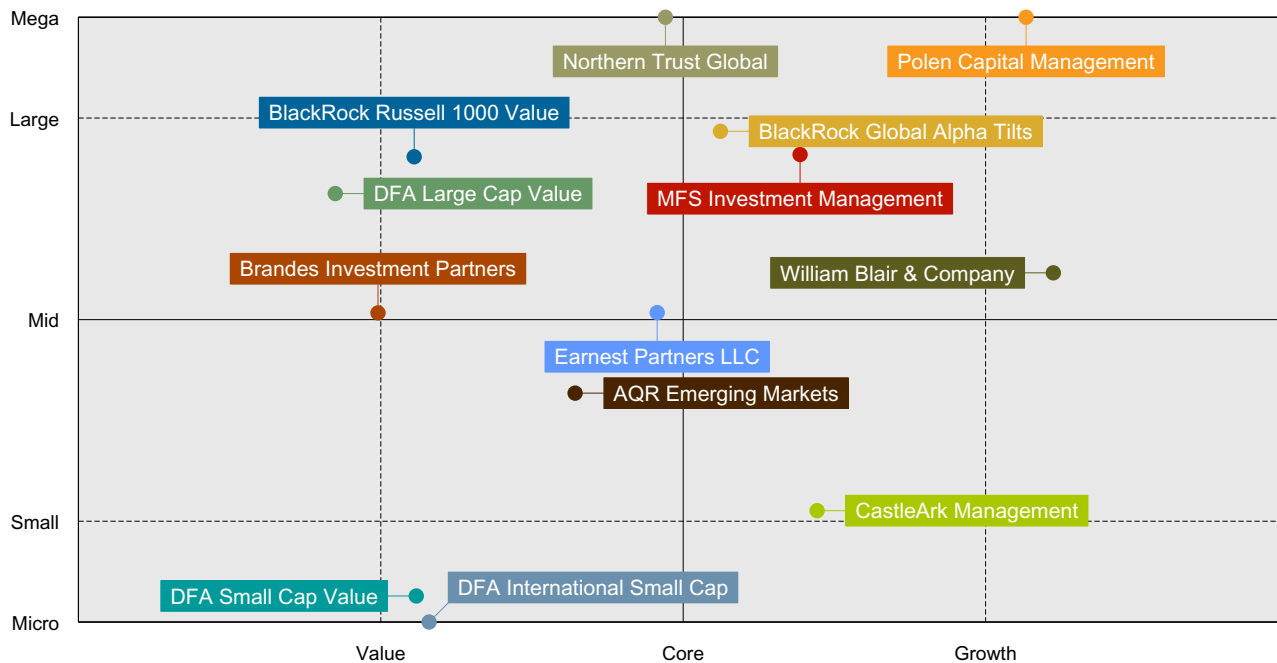 Mega
Northern Trust Global
Polen Capital Management
BlackRock Russell 1000 Value
Large
BlackRock Global Alpha Tilts
DFA Large Cap Value
MFS Investment Management
Brandes Investment Partners
William Blair & Company
Mid
Earnest Partners LLC
AQR Emerging Markets
CastleArk Management
Small
DFA International Small Cap
DFA Small Cap Value
Micro
Value
Core
Growth